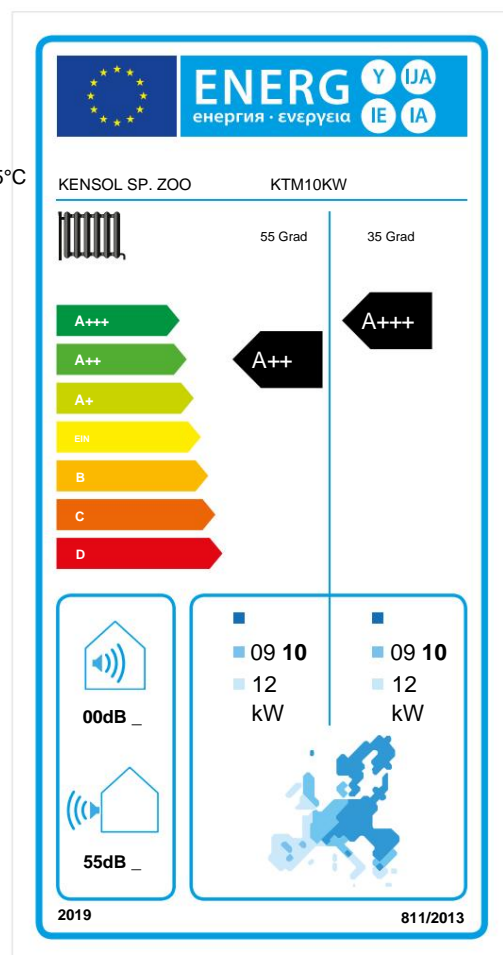 ENERG Y IJA
енергия · ενεργεια IE IA
5°C
KENSOL SP. ZOO KTM10KW
55 Grad 35 Grad
A+++ A+++
A++ A++
A+
EIN
B
C
D
09 10 09 10
12 12
kW kW
00dB _
55dB _
2019 811/2013